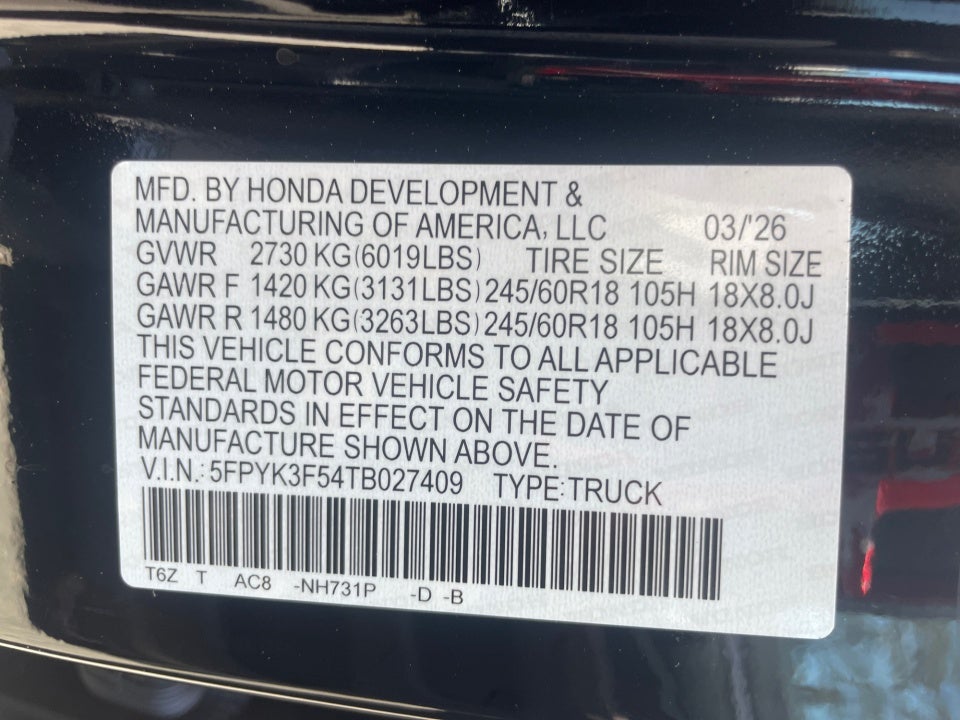 MFD. BY HONDA DEVELOPMENT &
MANUFACTURING OF AMERICA, LLC 03/'26
GVWR 2730 KG(6019LBS) TIRE SIZE RIM SIZE
GAWR F 1420 KG(3131LBS) 245/60R18 105H 18X8.0J
GAWR R 1480 KG(3263LBS) 245/60R18 105H 18X8.0J
THIS VEHICLE CONFORMS TO ALL APPLICABLE
FEDERAL MOTOR VEHICLE SAFETY
STANDARDS IN EFFECT ON THE DATE OF
MANUFACTURE SHOWN ABOVE.
V.I.N.: 5FPYK3F54TB027409 TYPE:TRUCK
T6Z T AC8 -NH731P -D -B